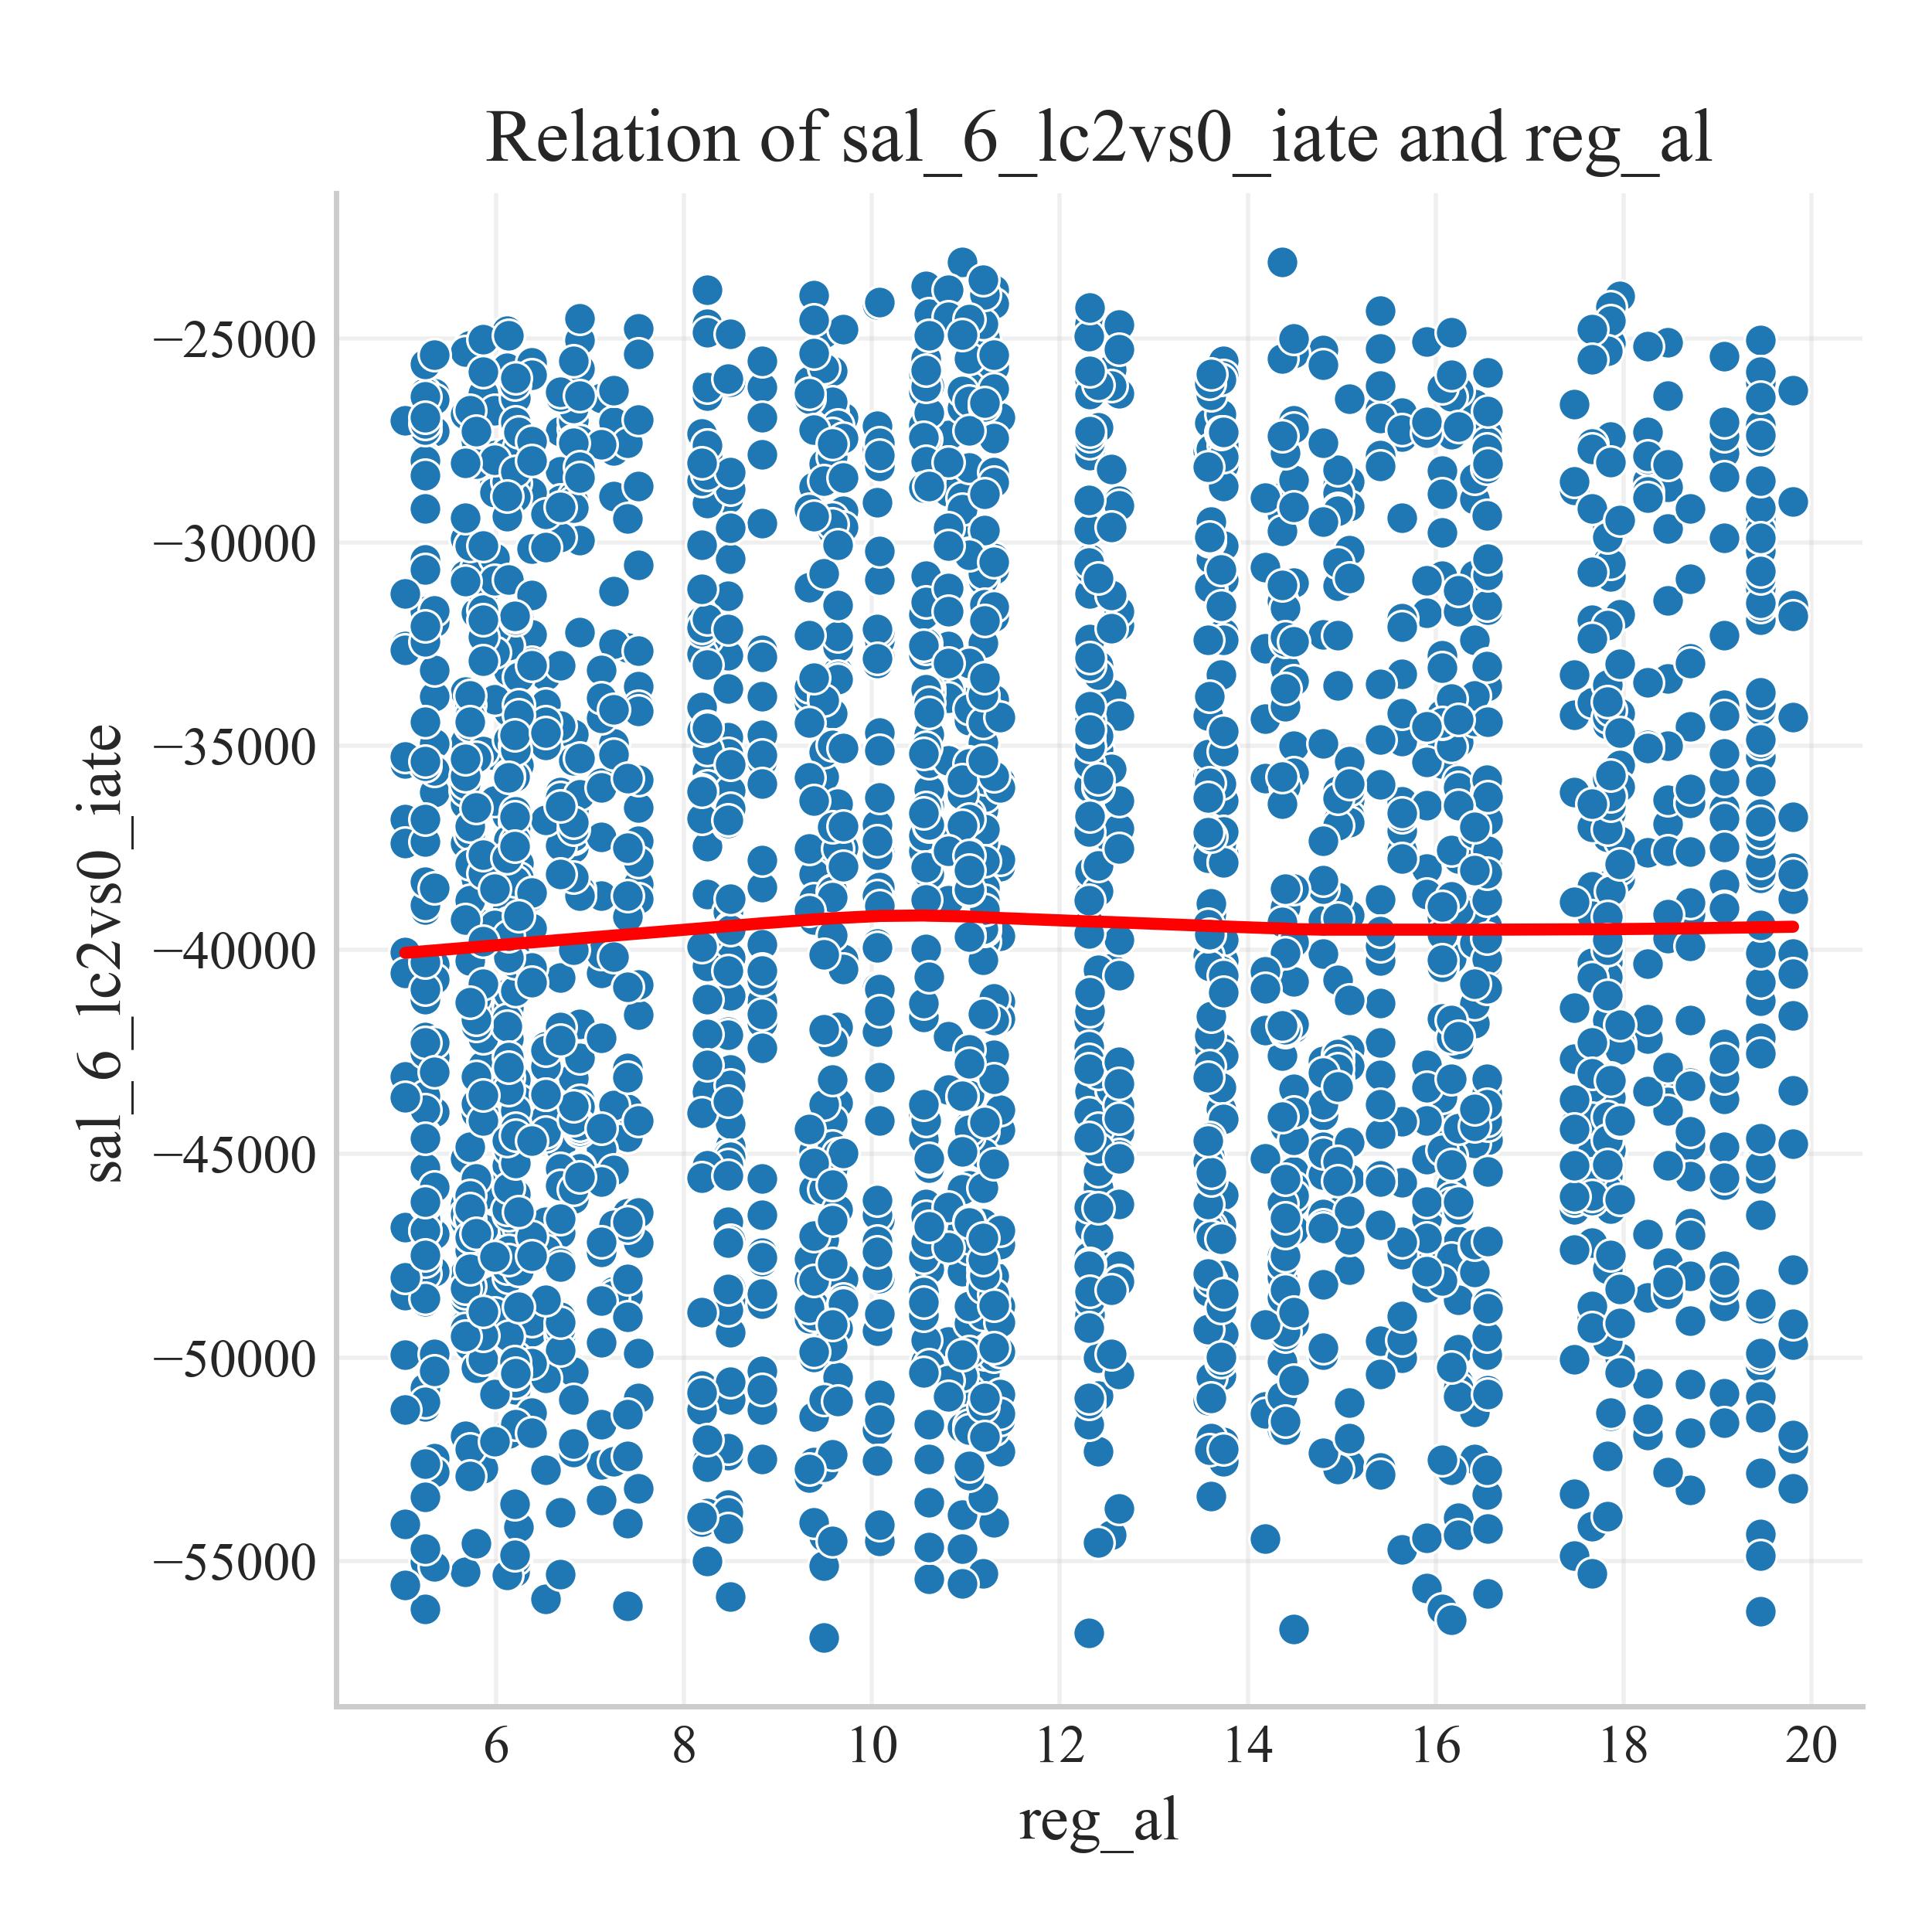 Relation of sal_6_lc2vs0_iate and reg_al
sal_6_lc2vs0_iate
−25000
−30000
−35000
−40000
−45000
−50000
−55000
6 8 10 12 14 16 18 20
reg_al